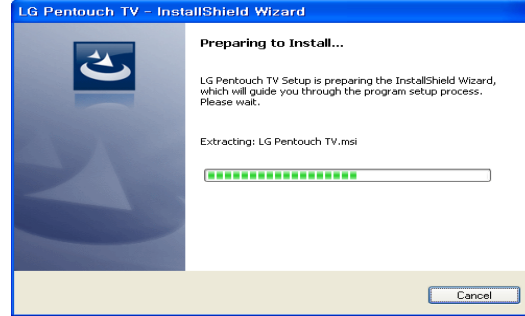 LG Pentouch TV - InstallShield Wizard
Preparing to Install...
LG Pentouch TV Setup is preparing the InstallShield Wizard,
which will guide you through the program setup process.
Please wait.
Extracting: LG Pentouch TV.msi
Cancel